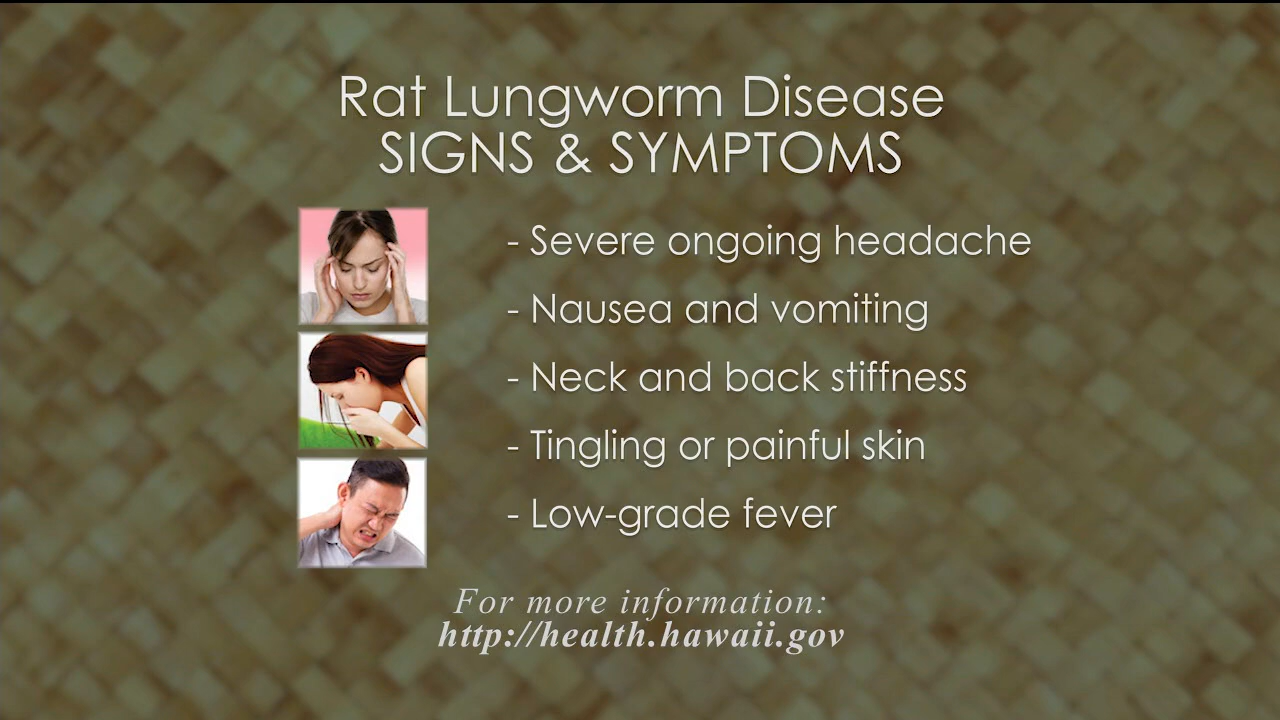 Rat Lungworm Disease
SIGNS & SYMPTOMS
- Severe ongoing headache
- Nausea and vomiting
- Neck and back stiffness
- Tingling or painful skin
- Low-grade fever
For more information:
http://health.hawaii.gov